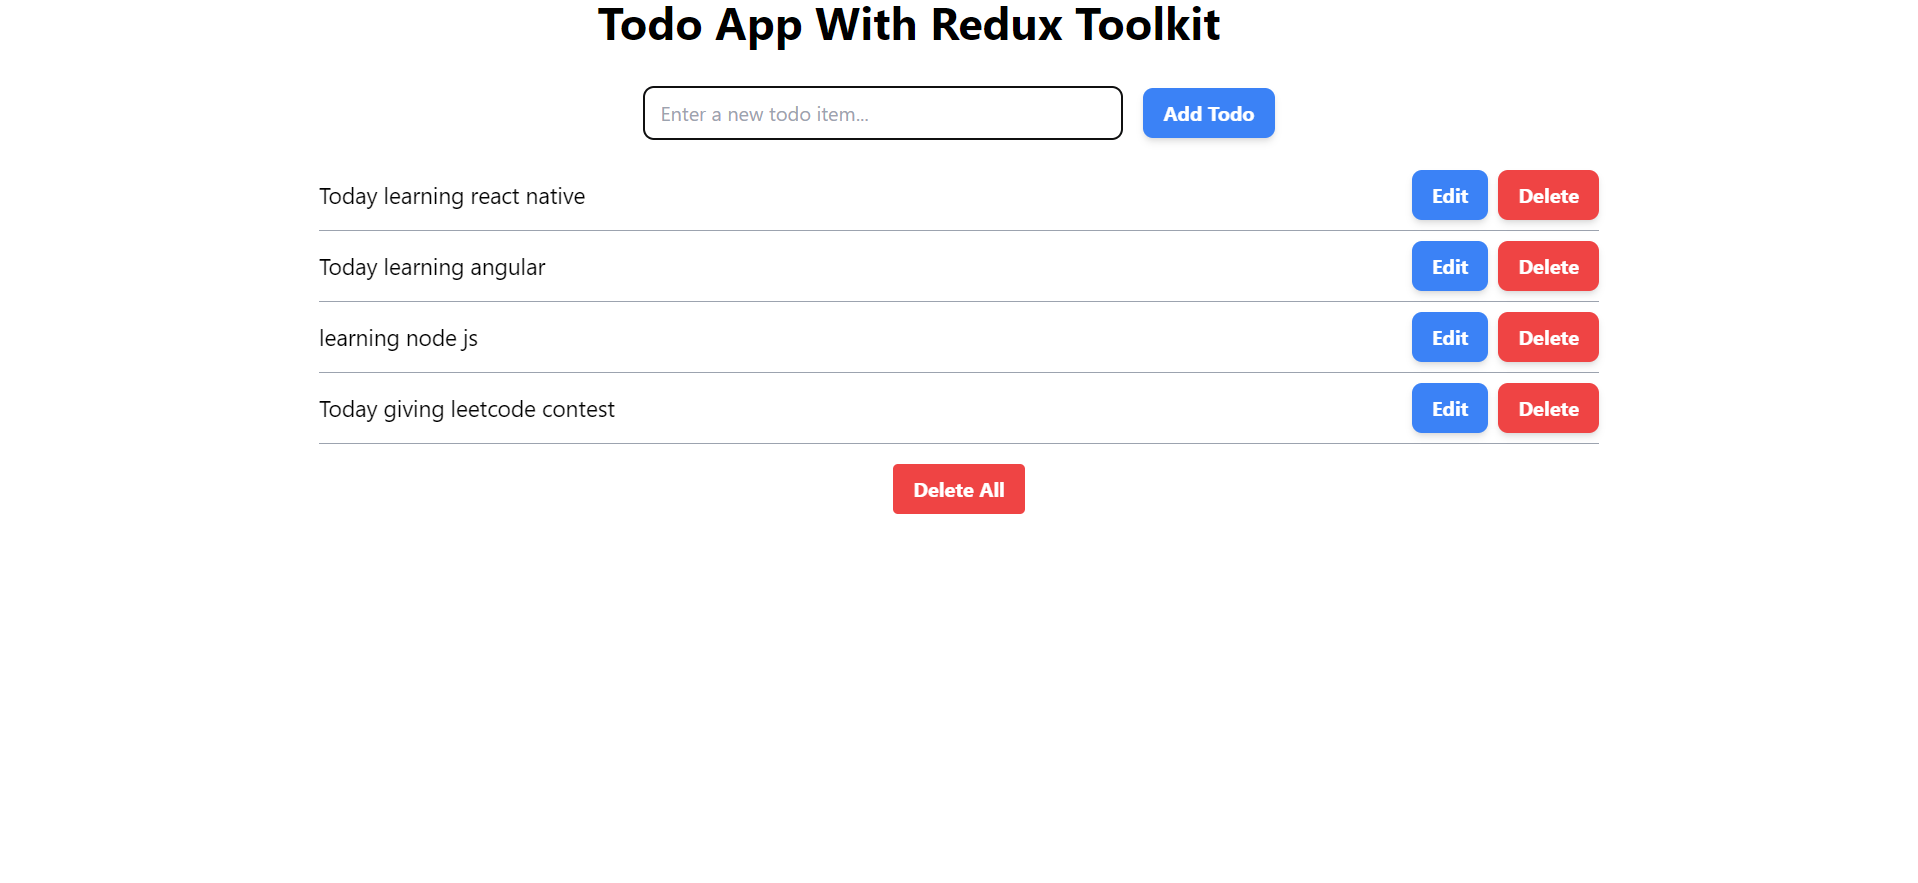 Todo App With Redux Toolkit
Enter a new todo item...
Add Todo
Today learning react native
Edit
Delete
Today learning angular
Edit
Delete
learning node js
Edit
Delete
Today giving leetcode contest
Edit
Delete
Delete All